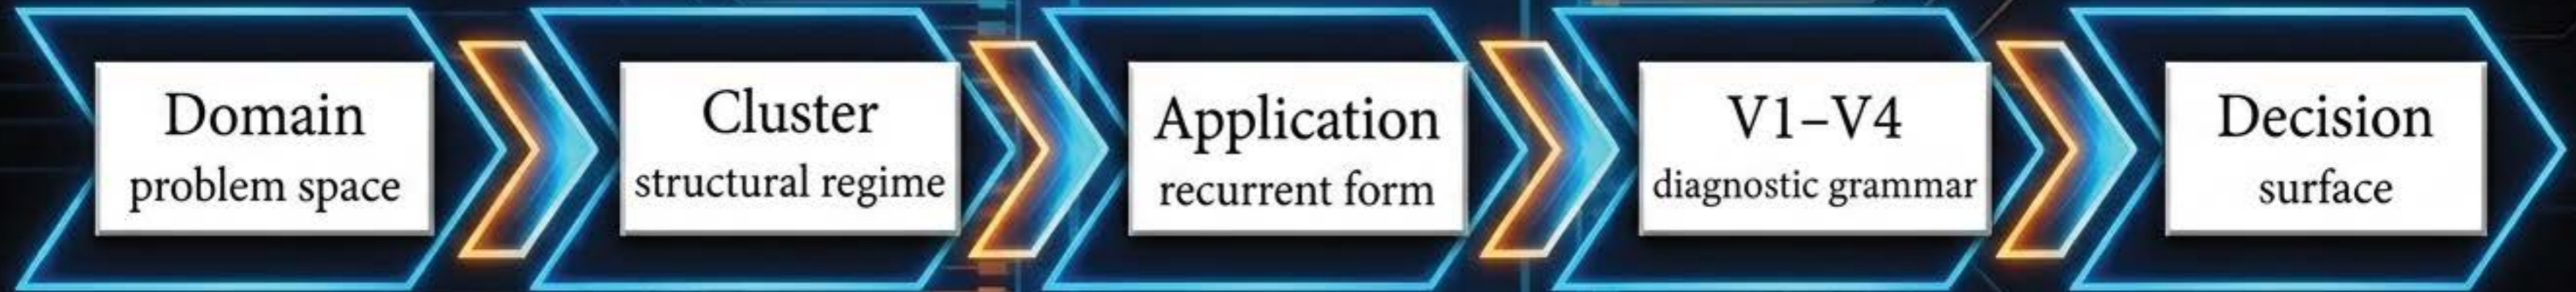 Domain
problem space
Cluster
structural regime
Application
recurrent form
V1–V4
diagnostic grammar
Decision
surface